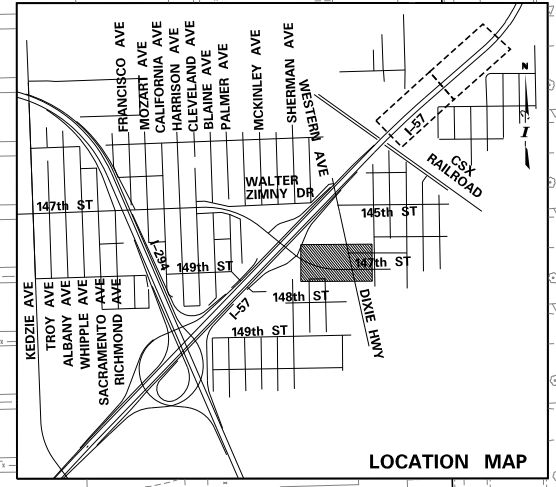 FRANCISCO AVE
MOZART AVE
CALIFORNIA AVE
HARRISON AVE
CLEVELAND AVE
BLAINE AVE
PALMER AVE
MCKINLEY AVE
SHERMAN AVE
WESTERN AVE
N
I-57
CSX
RAILROAD
WALTER
ZIMNY DR
147th ST
145th ST
I-294
149th ST
147th ST
I-57
148th ST
149th ST
DIXIE HWY
KEDZIE AVE
TROY AVE
ALBANY AVE
WHIPPLE AVE
SACRAMENTO AVE
RICHMOND AVE
LOCATION MAP